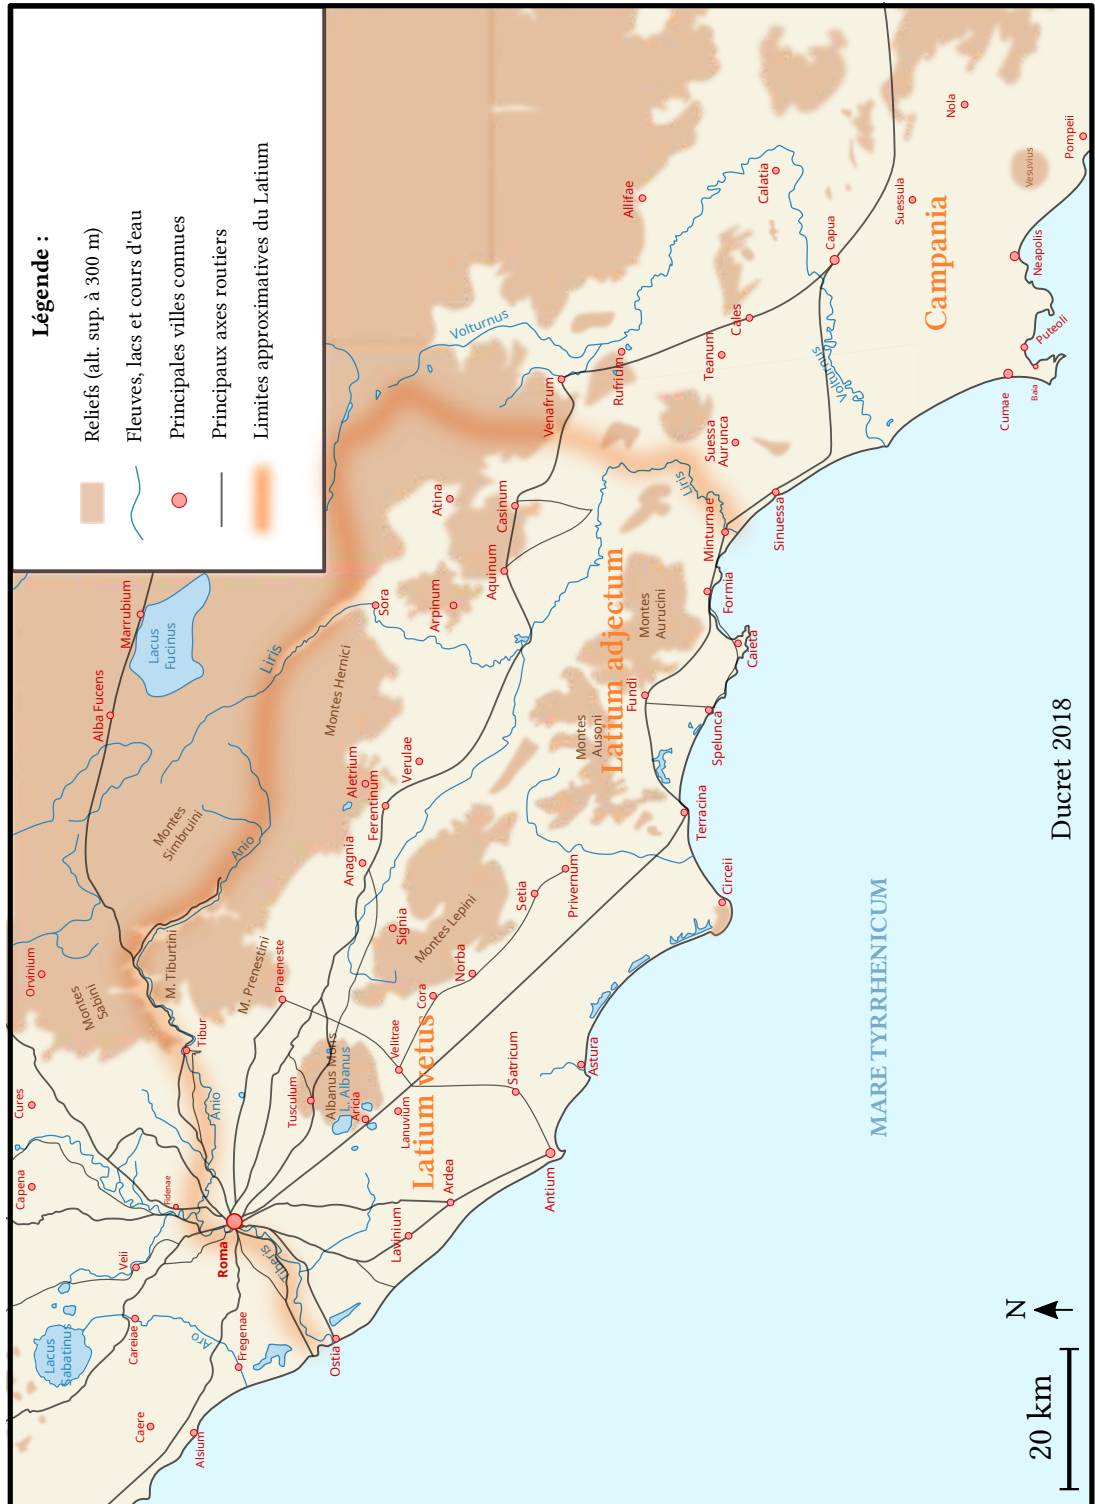 Légende :
Reliefs (alt. sup. à 300 m)
Fleuves, lacs et cours d'eau
Principales villes connues
Principaux axes routiers
Limites approximatives du Latium
Orvinium
Cures
Capena
Montes
Sabini
Alba Fucens
Marrubium
Lacus
Fucinus
Montes
Simbruini
M. Tiburtini
Tibur
Anio
Anio
Fidenae
Veii
Careiae
Lacus
Sabatinus
Caere
Alsium
Aro
Fregenae
Roma
Tiberis
Ostia
M. Prenestini
Praeneste
Tusculum
Albanus Mons
L. Albanus
Aricia
Lanuvium
Velitrae
Cora
Latium vetus
Lavinium
Ardea
Antium
Satricum
Astura
Norba
Setia
Privernum
Montes Lepini
Signia
Anagnia
Ferentinum
Aletrium
Verulae
Montes Hernici
Liris
Sora
Arpinum
Atina
Aquinum
Casinum
Venafrum
Volturnus
Rufrium
Allifae
Calatia
Teanum
Cales
Capua
Suessa
Aurunca
Liris
Minturnae
Sinuessa
Volturnus
Latium adjectum
Montes
Aurucini
Montes
Ausoni
Fundi
Formia
Caieta
Spelunca
Terracina
Circeii
Campania
Suessula
Nola
Vesuvius
Pompeii
Neapolis
Puteoli
Baia
Cumae
MARE TYRRHENICUM
Ducret 2018
N
20 km